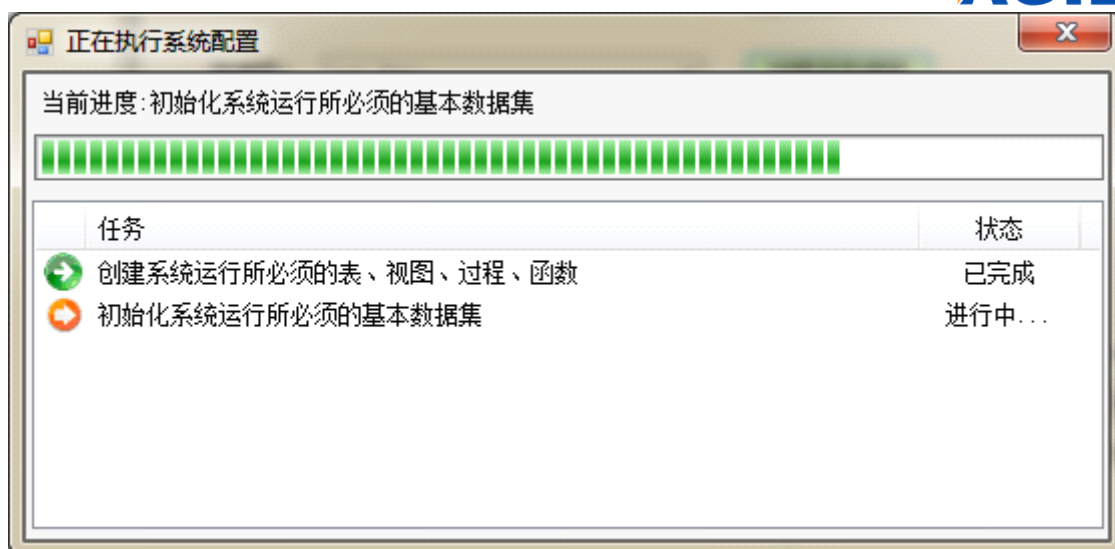 正在执行系统配置
当前进度:初始化系统运行所必须的基本数据集
任务 状态
创建系统运行所必须的表、视图、过程、函数 已完成
初始化系统运行所必须的基本数据集 进行中...